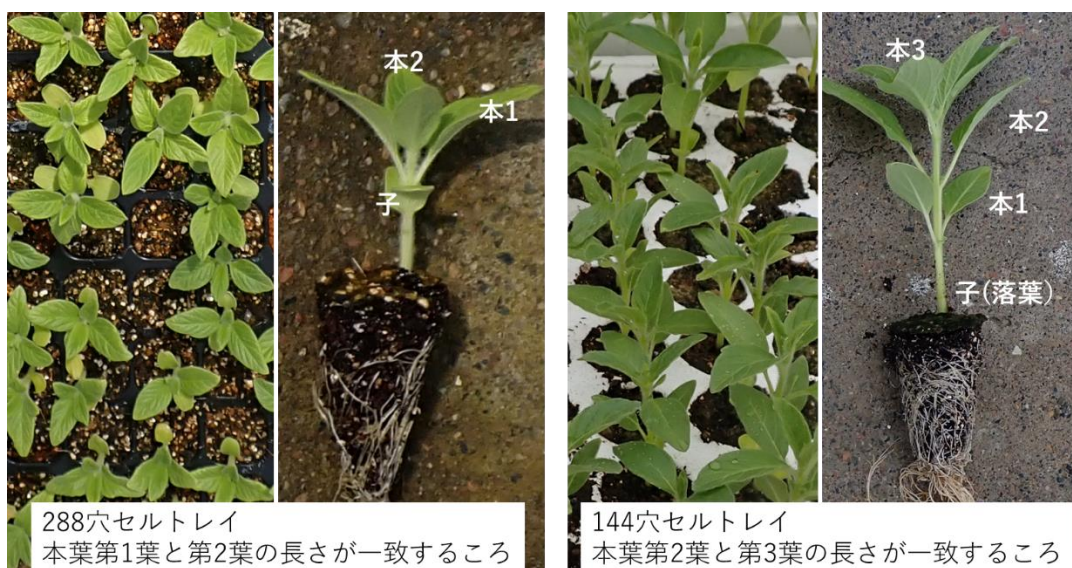 本2
本1
子
288穴セルトレイ
本葉第1葉と第2葉の長さが一致するころ
本3
本2
本1
子(落葉)
144穴セルトレイ
本葉第2葉と第3葉の長さが一致するころ